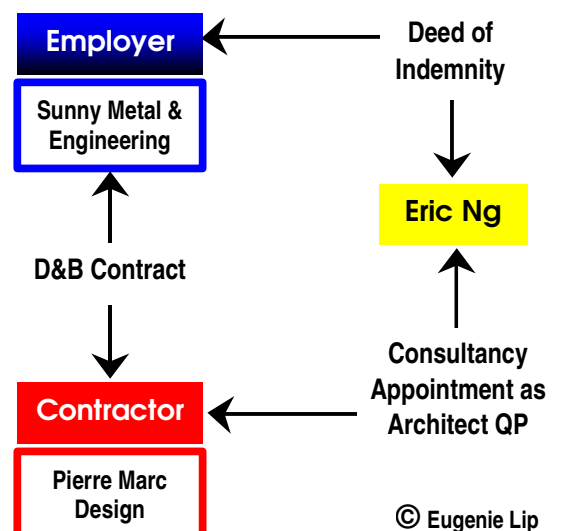 Employer
Deed of
Indemnity
Sunny Metal &
Engineering
Eric Ng
D&B Contract
Consultancy
Appointment as
Architect QP
Contractor
Pierre Marc
Design
© Eugenie Lip